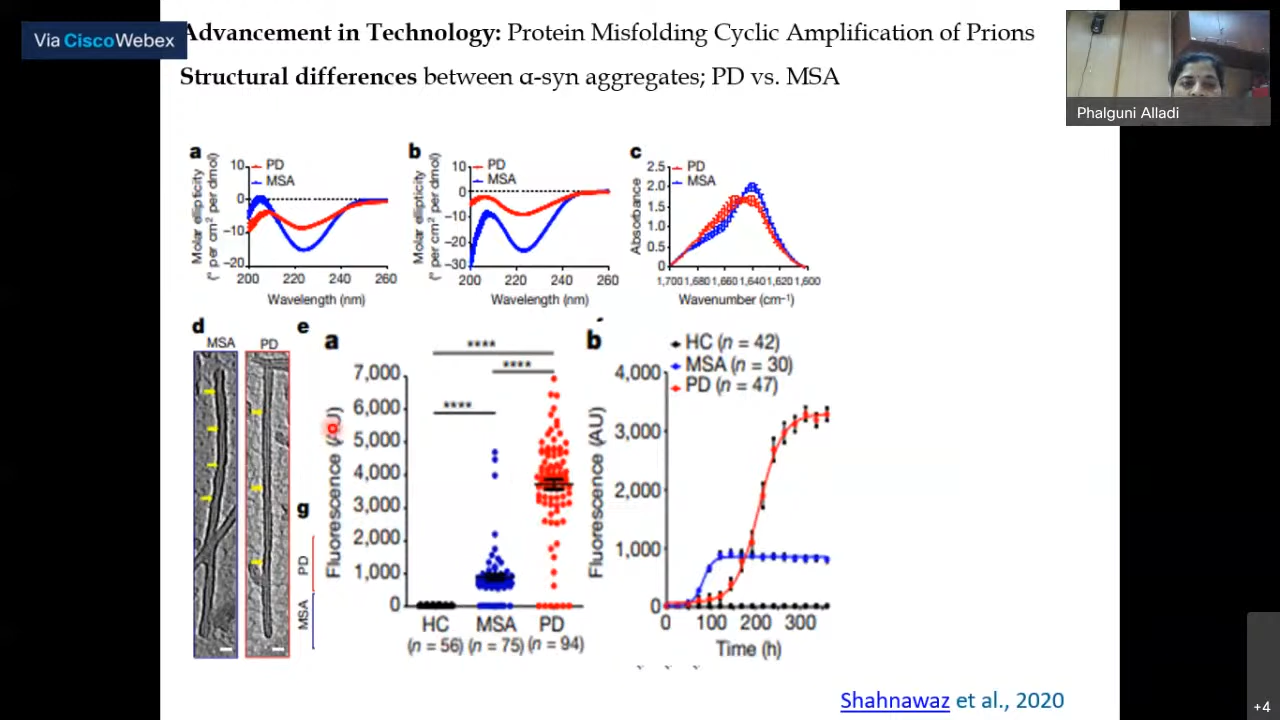 Via Cisco Webex
Advancement in Technology: Protein Misfolding Cyclic Amplification of Prions
Structural differences between α-syn aggregates; PD vs. MSA
Phalguni Alladi
a
PD
MSA
10
0
−10
−20
Molar ellipticity
(° per cm² per dmol)
200 220 240 260
Wavelength (nm)
b
PD
MSA
10
0
−10
−20
−30
Molar ellipticity
(° per cm² per dmol)
200 220 240 260
Wavelength (nm)
c
PD
MSA
2.5
2.0
1.5
1.0
0.5
0
Absorbance
1,700 1,680 1,660 1,640 1,620 1,600
Wavenumber (cm⁻¹)
d
MSA
PD
e
g
PD
MSA
a
****
****
****
7,000
6,000
5,000
4,000
3,000
2,000
1,000
0
Fluorescence (AU)
HC MSA PD
(n = 56) (n = 75) (n = 94)
b
HC (n = 42)
MSA (n = 30)
PD (n = 47)
4,000
3,000
2,000
1,000
0
Fluorescence (AU)
0 100 200 300
Time (h)
Shahnawaz et al., 2020
+4